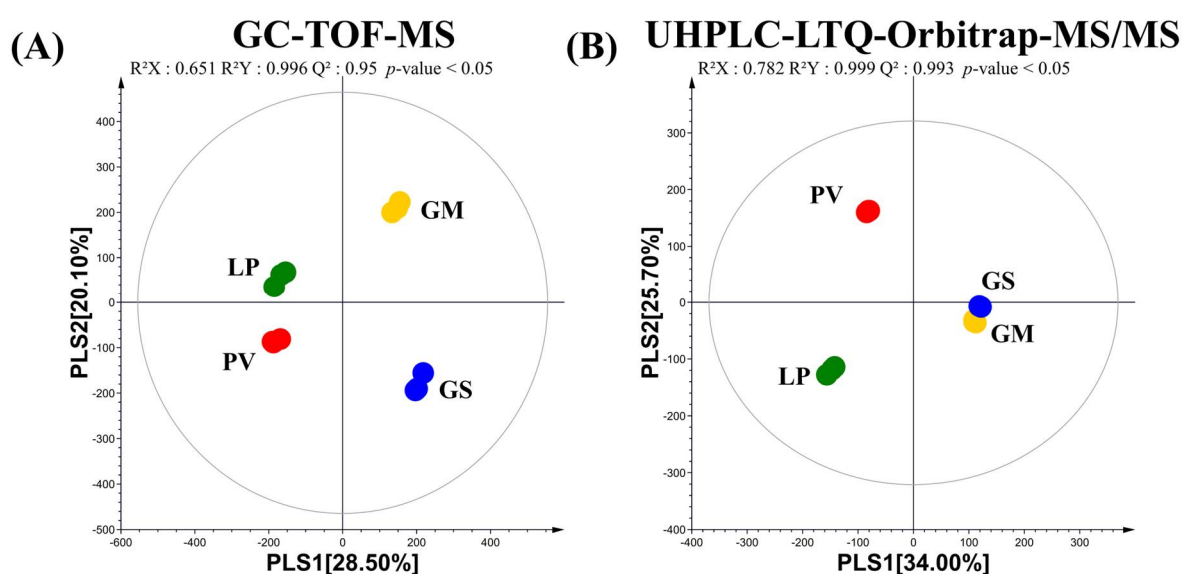 (A) GC-TOF-MS
R²X : 0.651 R²Y : 0.996 Q² : 0.95 p-value < 0.05
400
300
200
100
0
-100
-200
-300
-400
-500
PLS2[20.10%]
GM
LP
PV
GS
-600 -400 -200 0 200 400
PLS1[28.50%]
(B) UHPLC-LTQ-Orbitrap-MS/MS
R²X : 0.782 R²Y : 0.999 Q² : 0.993 p-value < 0.05
400
300
200
100
0
-100
-200
-300
-400
PLS2[25.70%]
PV
GS
GM
LP
-400 -300 -200 -100 0 100 200 300
PLS1[34.00%]